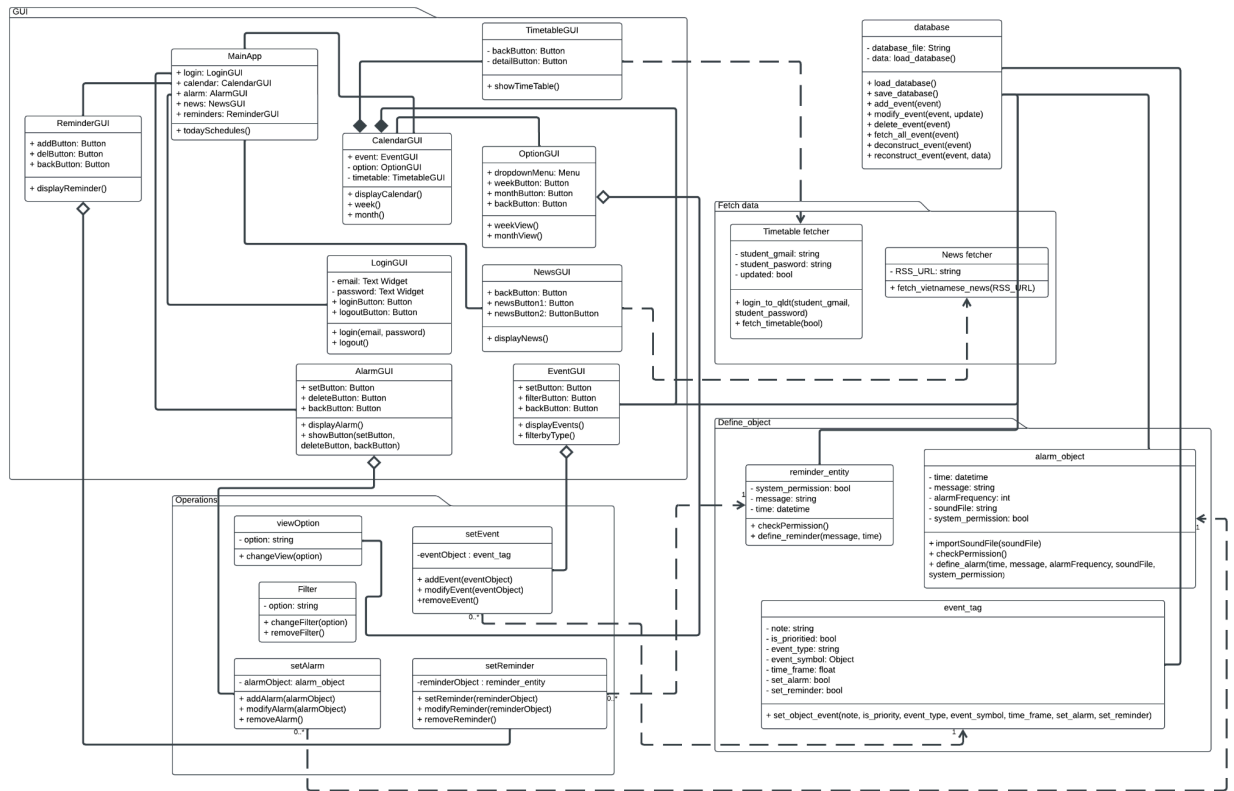 GUI
MainApp
+ login: LoginGUI
+ calendar: CalendarGUI
+ alarm: AlarmGUI
+ news: NewsGUI
+ reminders: ReminderGUI
+ todaySchedules()
TimetableGUI
- backButton: Button
- detailButton: Button
+ showTimeTable()
database
- database_file: String
- data: load_database()
+ load_database()
+ save_database()
+ add_event(event)
+ modify_event(event, update)
+ delete_event(event)
+ fetch_all_event(event)
+ deconstruct_event(event)
+ reconstruct_event(event, data)
ReminderGUI
+ addButton: Button
+ delButton: Button
+ backButton: Button
+ displayReminder()
CalendarGUI
+ event: EventGUI
- option: OptionGUI
- timetable: TimetableGUI
+ displayCalendar()
+ week()
+ month()
OptionGUI
+ dropdownMenu: Menu
+ weekButton: Button
+ monthButton: Button
+ backButton: Button
+ weekView()
+ monthView()
Fetch data
Timetable fetcher
- student_gmail: string
- student_pasword: string
- updated: bool
+ login_to_qldt(student_gmail,
student_password)
+ fetch_timetable(bool)
News fetcher
- RSS_URL: string
+ fetch_vietnamese_news(RSS_URL)
LoginGUI
- email: Text Widget
- password: Text Widget
+ loginButton: Button
+ logoutButton: Button
+ login(email, password)
+ logout()
NewsGUI
+ backButton: Button
+ newsButton1: Button
+ newsButton2: ButtonButton
+ displayNews()
AlarmGUI
+ setButton: Button
+ deleteButton: Button
+ backButton: Button
+ displayAlarm()
+ showButton(setButton,
deleteButton, backButton)
EventGUI
+ setButton: Button
+ filterButton: Button
+ backButton: Button
+ displayEvents()
+ filterbyType()
Define_object
reminder_entity
- system_permission: bool
- message: string
- time: datetime
+ checkPermission()
+ define_reminder(message, time)
1
alarm_object
- time: datetime
- message: string
- alarmFrequency: int
- soundFile: string
- system_permission: bool
+ importSoundFile(soundFile)
+ checkPermission()
+ define_alarm(time, message, alarmFrequency, soundFile,
system_permission)
1
Operations
viewOption
- option: string
+ changeView(option)
setEvent
-eventObject : event_tag
+ addEvent(eventObject)
+ modifyEvent(eventObject)
+removeEvent()
0..*
Filter
- option: string
+ changeFilter(option)
+ removeFilter()
event_tag
- note: string
- is_prioritied: bool
- event_type: string
- event_symbol: Object
- time_frame: float
- set_alarm: bool
- set_reminder: bool
+ set_object_event(note, is_priority, event_type, event_symbol, time_frame, set_alarm, set_reminder)
1
setAlarm
- alarmObject: alarm_object
+ addAlarm(alarmObject)
+ modifyAlarm(alarmObject)
+ removeAlarm()
0..*
setReminder
-reminderObject : reminder_entity
+ setReminder(reminderObject)
+ modifyReminder(reminderObject)
+ removeReminder()
0..*